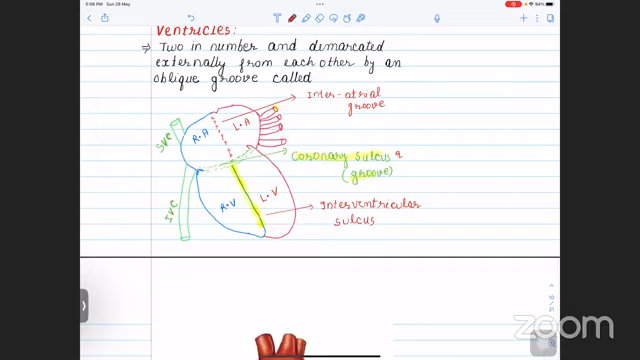 5:06 PM Sun 28 May
94%
Ventricles:
⇒ Two in number and demarcated
externally from each other by an
oblique groove called
Inter-atrial
groove
R.A
L.A
SVC
Coronary sulcus
(groove)
R.V
L.V
IVC
Interventricular
sulcus
zoom